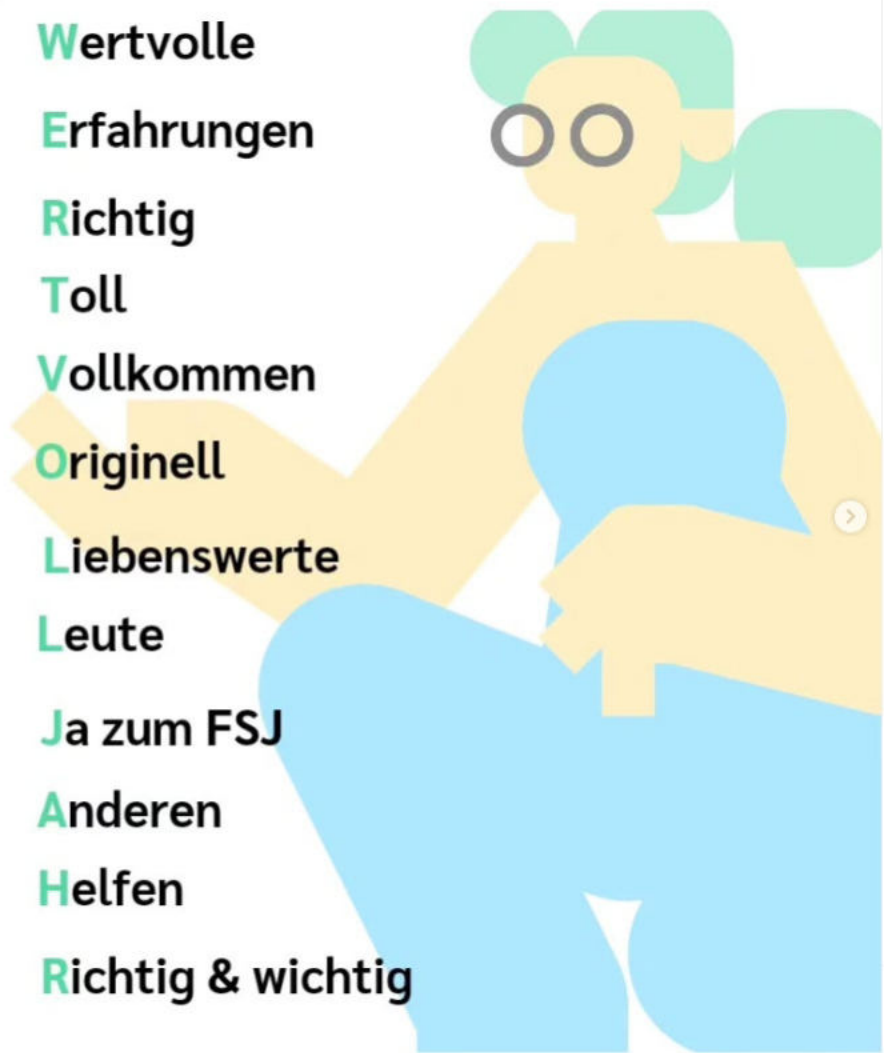 Wertvolle
Erfahrungen
Richtig
Toll
Vollkommen
Originell
Liebenswerte
Leute
Ja zum FSJ
Anderen
Helfen
Richtig & wichtig